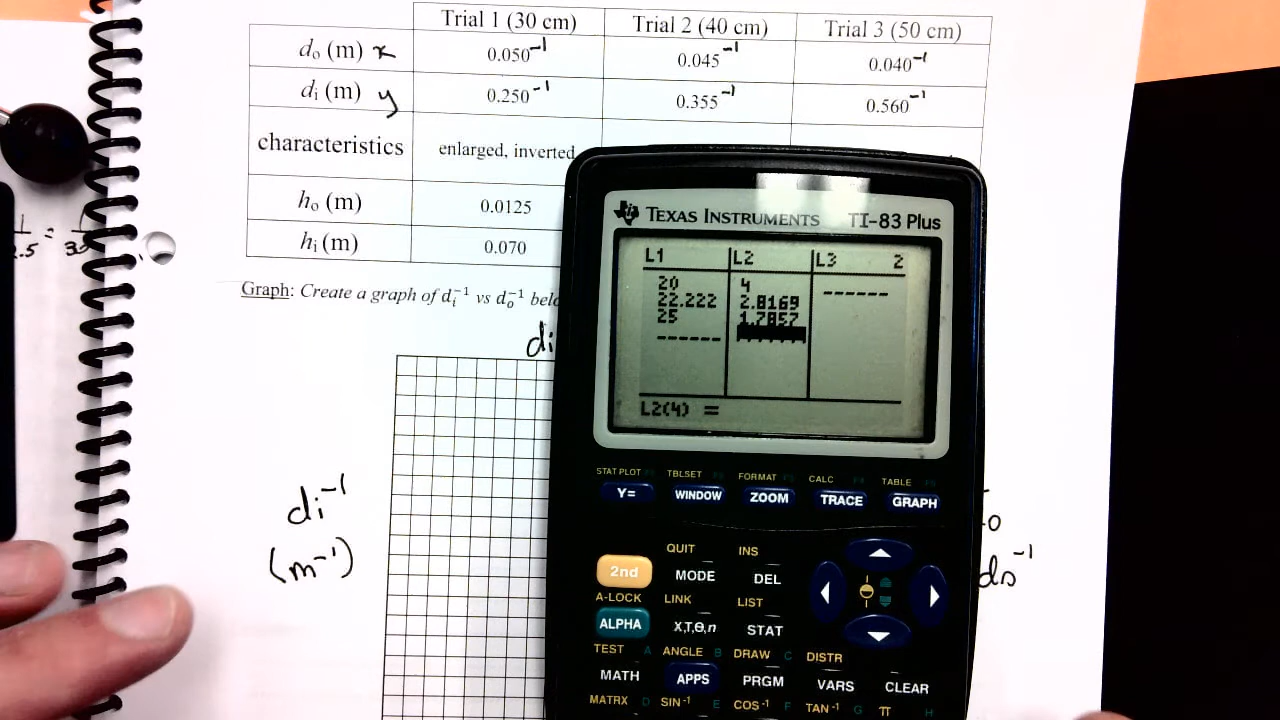 Trial 1 (30 cm) Trial 2 (40 cm) Trial 3 (50 cm)
dₒ (m) x 0.050⁻¹ 0.045⁻¹ 0.040⁻¹
dᵢ (m) y 0.250⁻¹ 0.355⁻¹ 0.560⁻¹
characteristics enlarged, inverted
hₒ (m) 0.0125
hᵢ (m) 0.070
Graph: Create a graph of dᵢ⁻¹ vs dₒ⁻¹
di
di⁻¹
(m⁻¹)
do⁻¹
TEXAS INSTRUMENTS TI-83 Plus
L1 L2 L3 2
20 4 ------
22.222 2.8169
25 1.7857
------
L2(4) =
STAT PLOT F1 TBLSET F2 FORMAT F3 CALC F4 TABLE F5
Y= WINDOW ZOOM TRACE GRAPH
QUIT INS
2nd MODE DEL
A-LOCK LINK LIST
ALPHA X,T,Θ,n STAT
TEST A ANGLE B DRAW C DISTR
MATH APPS PRGM VARS CLEAR
MATRX D SIN⁻¹ E COS⁻¹ F TAN⁻¹ G π H